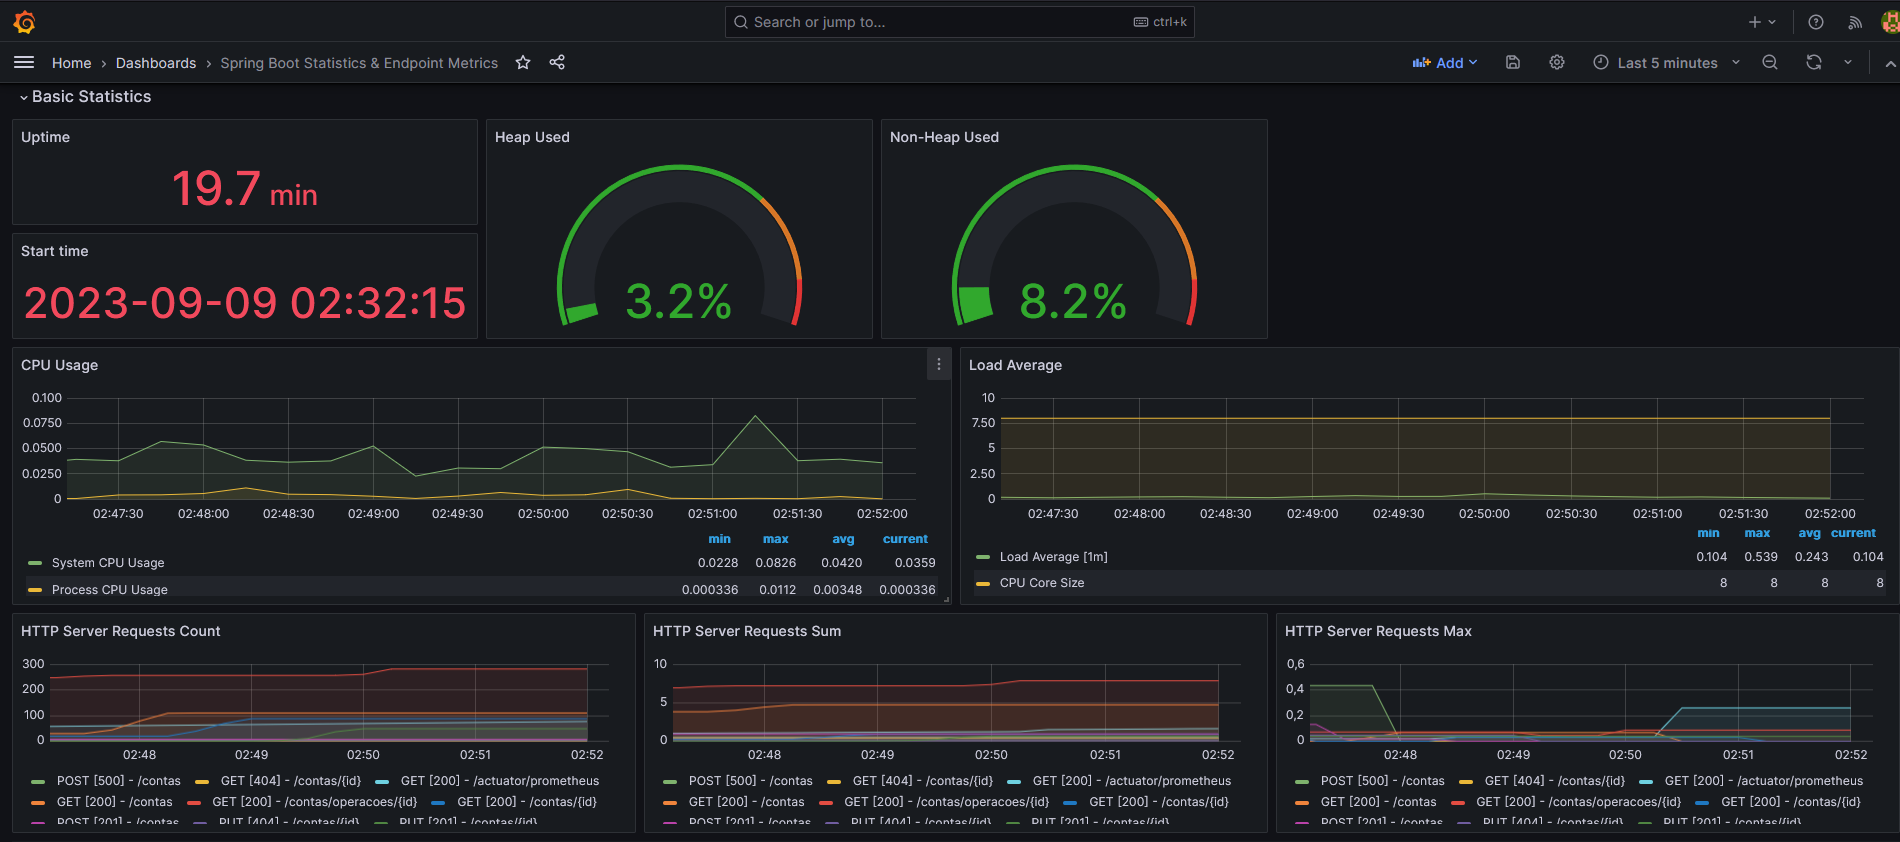 Search or jump to... ctrl+k
Home › Dashboards › Spring Boot Statistics & Endpoint Metrics Add Last 5 minutes
Basic Statistics
Uptime
19.7 min
Start time
2023-09-09 02:32:15
Heap Used
3.2%
Non-Heap Used
8.2%
CPU Usage
0.100
0.0750
0.0500
0.0250
0
02:47:30 02:48:00 02:48:30 02:49:00 02:49:30 02:50:00 02:50:30 02:51:00 02:51:30 02:52:00
min max avg current
System CPU Usage 0.0228 0.0826 0.0420 0.0359
Process CPU Usage 0.000336 0.0112 0.00348 0.000336
Load Average
10
7.50
5
2.50
0
02:47:30 02:48:00 02:48:30 02:49:00 02:49:30 02:50:00 02:50:30 02:51:00 02:51:30 02:52:00
min max avg current
Load Average [1m] 0.104 0.539 0.243 0.104
CPU Core Size 8 8 8 8
HTTP Server Requests Count
300
200
100
0
02:48 02:49 02:50 02:51 02:52
POST [500] - /contas GET [404] - /contas/{id} GET [200] - /actuator/prometheus
GET [200] - /contas GET [200] - /contas/operacoes/{id} GET [200] - /contas/{id}
POST [201] - /contas PUT [404] - /contas/{id} PUT [201] - /contas/{id}
HTTP Server Requests Sum
10
5
0
02:48 02:49 02:50 02:51 02:52
POST [500] - /contas GET [404] - /contas/{id} GET [200] - /actuator/prometheus
GET [200] - /contas GET [200] - /contas/operacoes/{id} GET [200] - /contas/{id}
POST [201] - /contas PUT [404] - /contas/{id} PUT [201] - /contas/{id}
HTTP Server Requests Max
0,6
0,4
0,2
0
02:48 02:49 02:50 02:51 02:52
POST [500] - /contas GET [404] - /contas/{id} GET [200] - /actuator/prometheus
GET [200] - /contas GET [200] - /contas/operacoes/{id} GET [200] - /contas/{id}
POST [201] - /contas PUT [404] - /contas/{id} PUT [201] - /contas/{id}